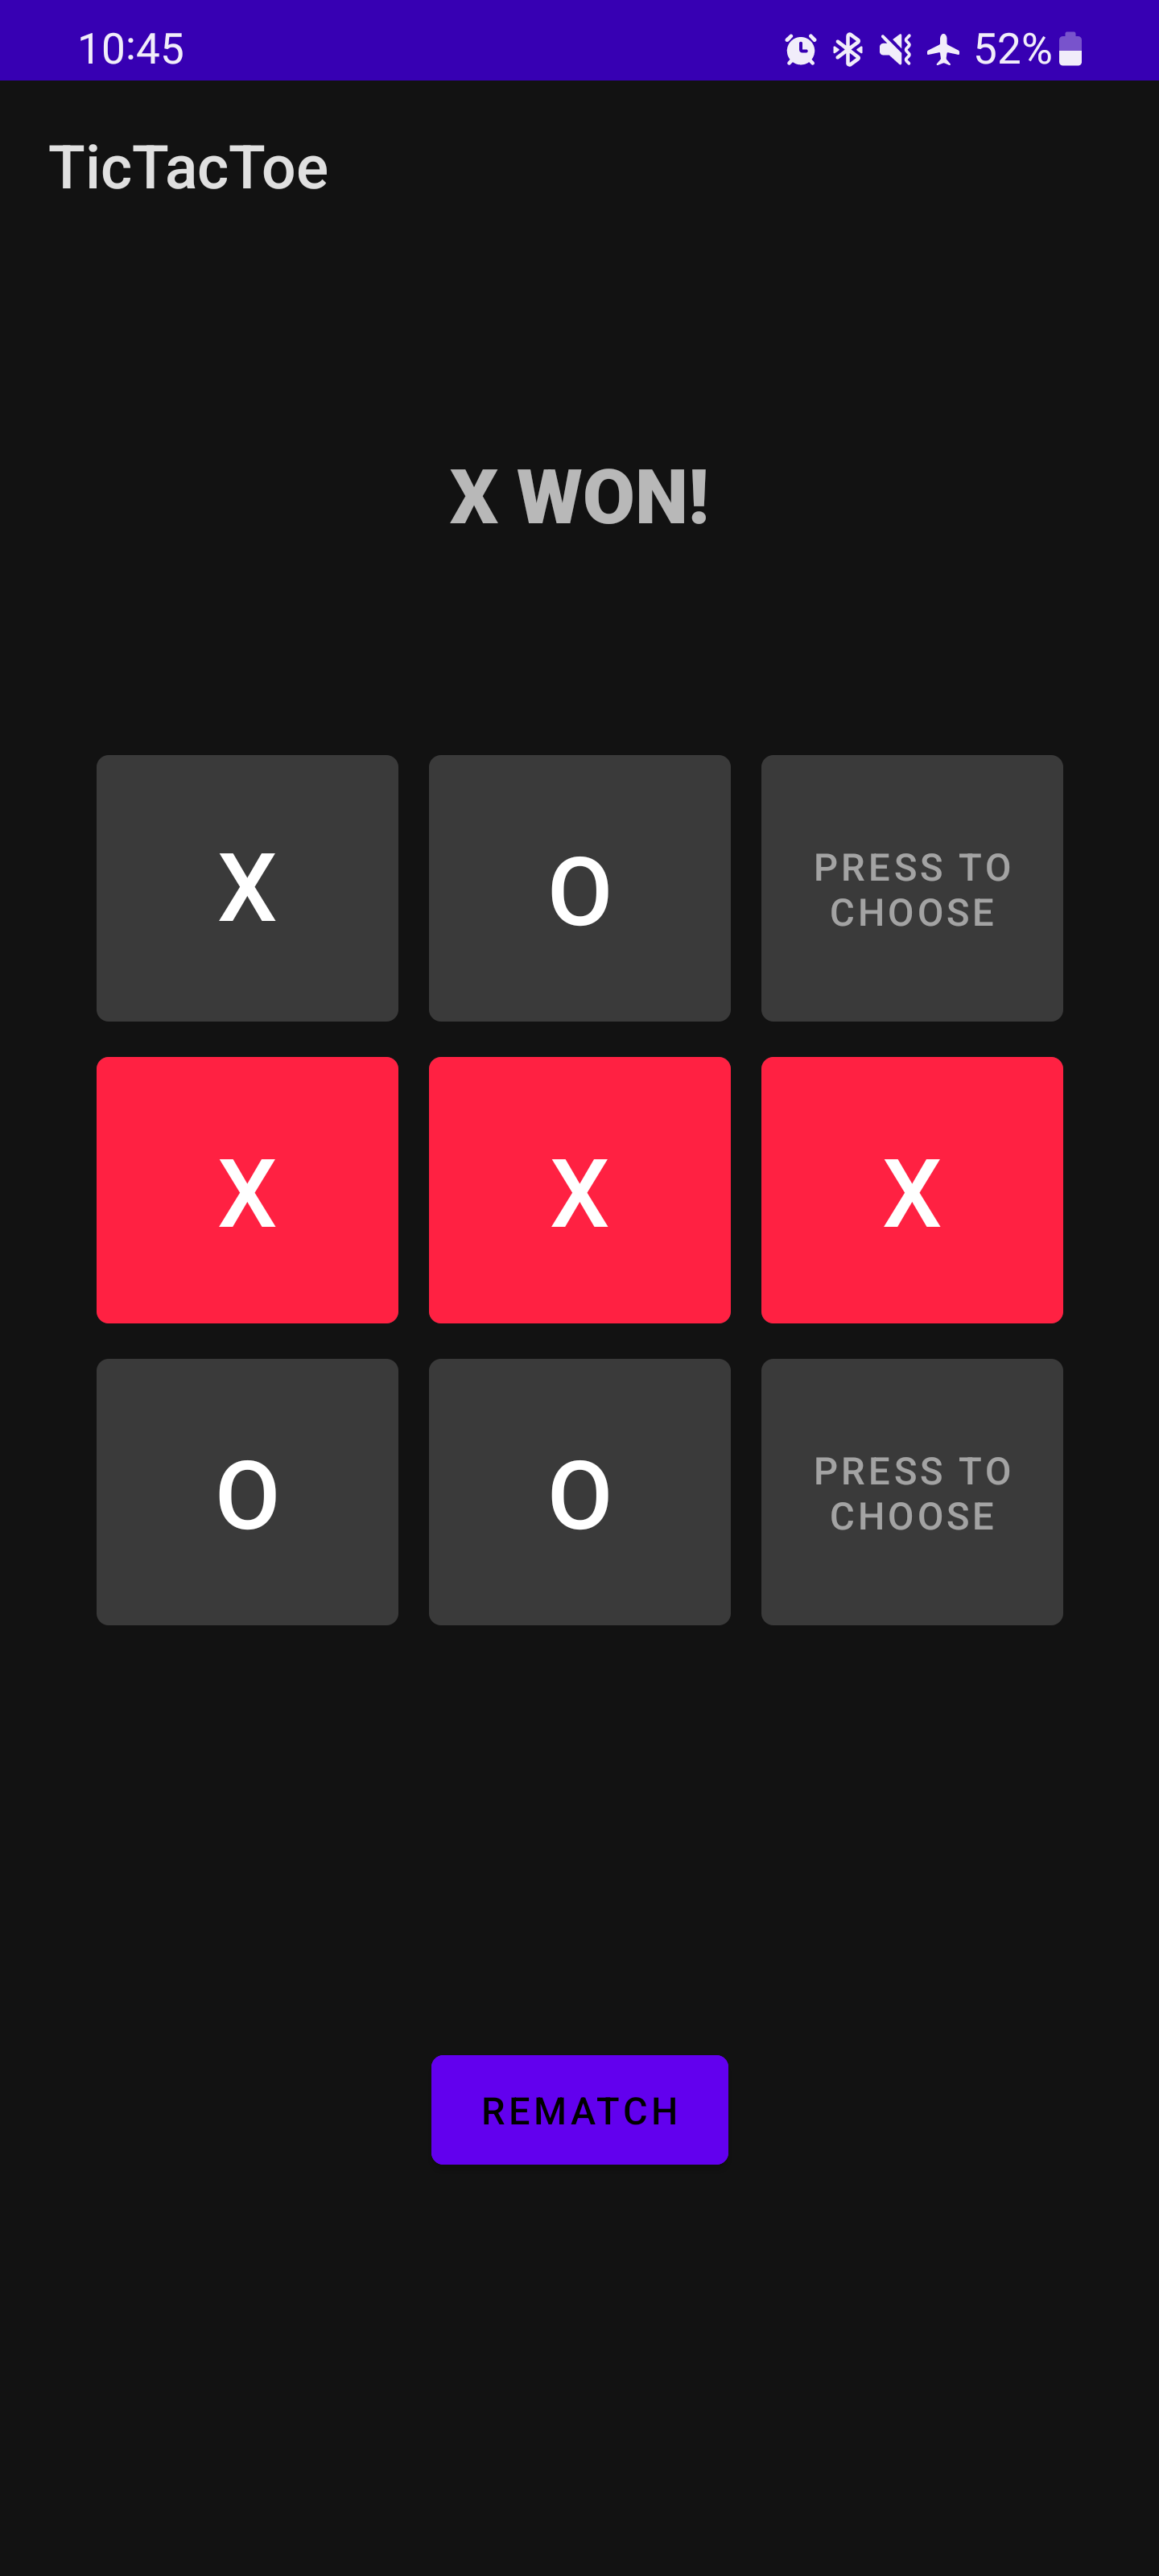 10:45 52%
TicTacToe
X WON!
X O PRESS TO
CHOOSE
X X X
O O PRESS TO
CHOOSE
REMATCH